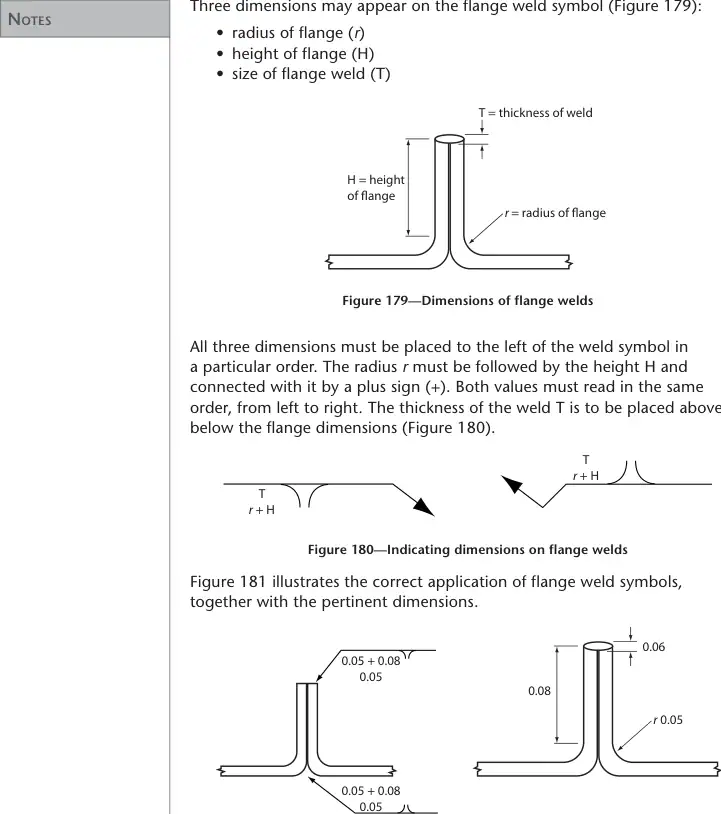 NOTES
Three dimensions may appear on the flange weld symbol (Figure 179):
• radius of flange (r)
• height of flange (H)
• size of flange weld (T)
T = thickness of weld
H = height
of flange
r = radius of flange
Figure 179—Dimensions of flange welds
All three dimensions must be placed to the left of the weld symbol in
a particular order. The radius r must be followed by the height H and
connected with it by a plus sign (+). Both values must read in the same
order, from left to right. The thickness of the weld T is to be placed above
below the flange dimensions (Figure 180).
T
r + H
T
r + H
Figure 180—Indicating dimensions on flange welds
Figure 181 illustrates the correct application of flange weld symbols,
together with the pertinent dimensions.
0.05 + 0.08
0.05
0.06
0.08
r 0.05
0.05 + 0.08
0.05